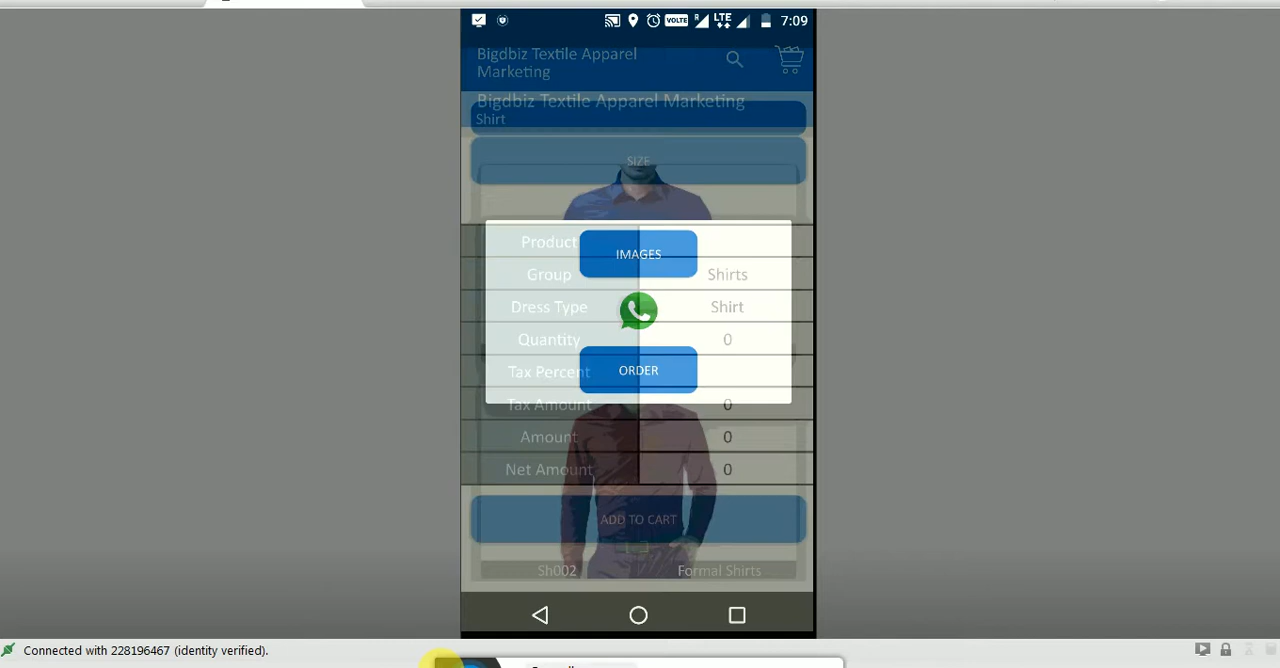 VOLTE
R
LTE
7:09
Bigdbiz Textile Apparel
Marketing
Bigdbiz Textile Apparel Marketing
Shirt
SIZE
Product
IMAGES
Group Shirts
Dress Type Shirt
Quantity 0
Tax Percent
ORDER
Tax Amount 0
Amount 0
Net Amount 0
ADD TO CART
Sh002 Formal Shirts
Connected with 228196467 (identity verified).